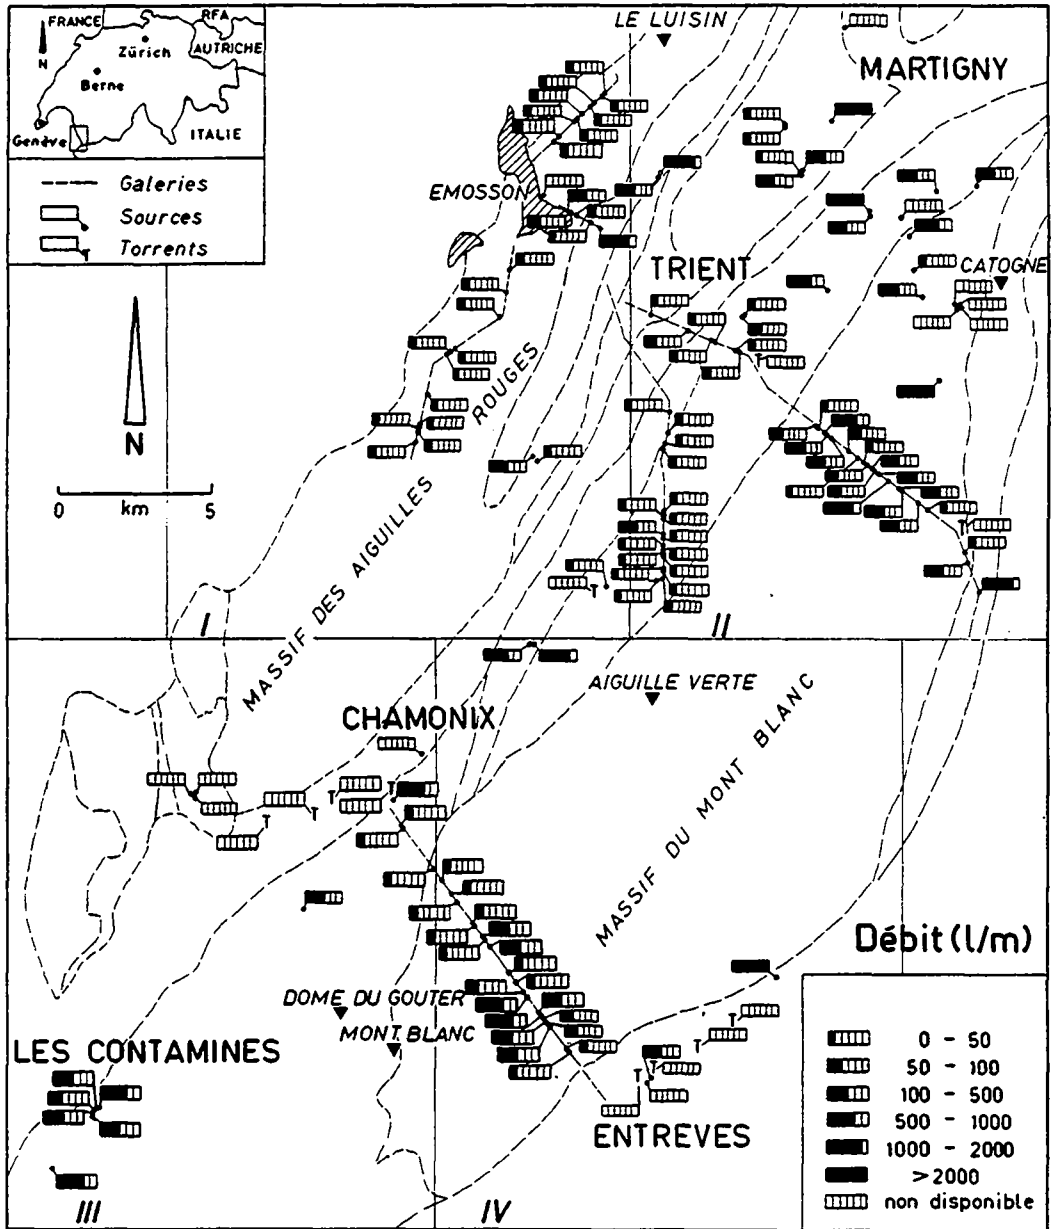 FRANCE
RFA
AUTRICHE
Zürich
N
Berne
Genève
ITALIE
Galeries
Sources
Torrents
LE LUISIN
MARTIGNY
EMOSSON
TRIENT
CATOGNE
N
0 km 5
MASSIF DES AIGUILLES ROUGES
I
II
AIGUILLE VERTE
CHAMONIX
MASSIF DU MONT BLANC
DOME DU GOUTER
MONT BLANC
LES CONTAMINES
ENTREVES
III
IV
Débit (l/m)
0 - 50
50 - 100
100 - 500
500 - 1000
1000 - 2000
>2000
non disponible